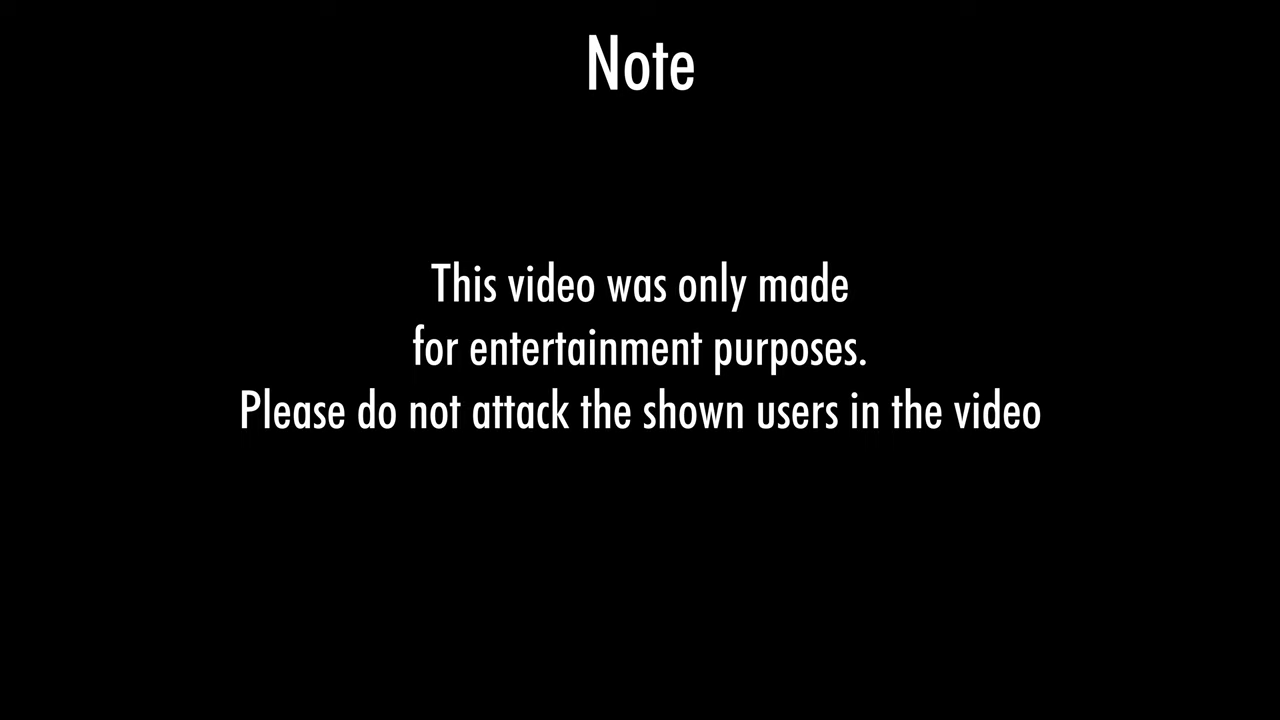 Note
This video was only made
for entertainment purposes.
Please do not attack the shown users in the video